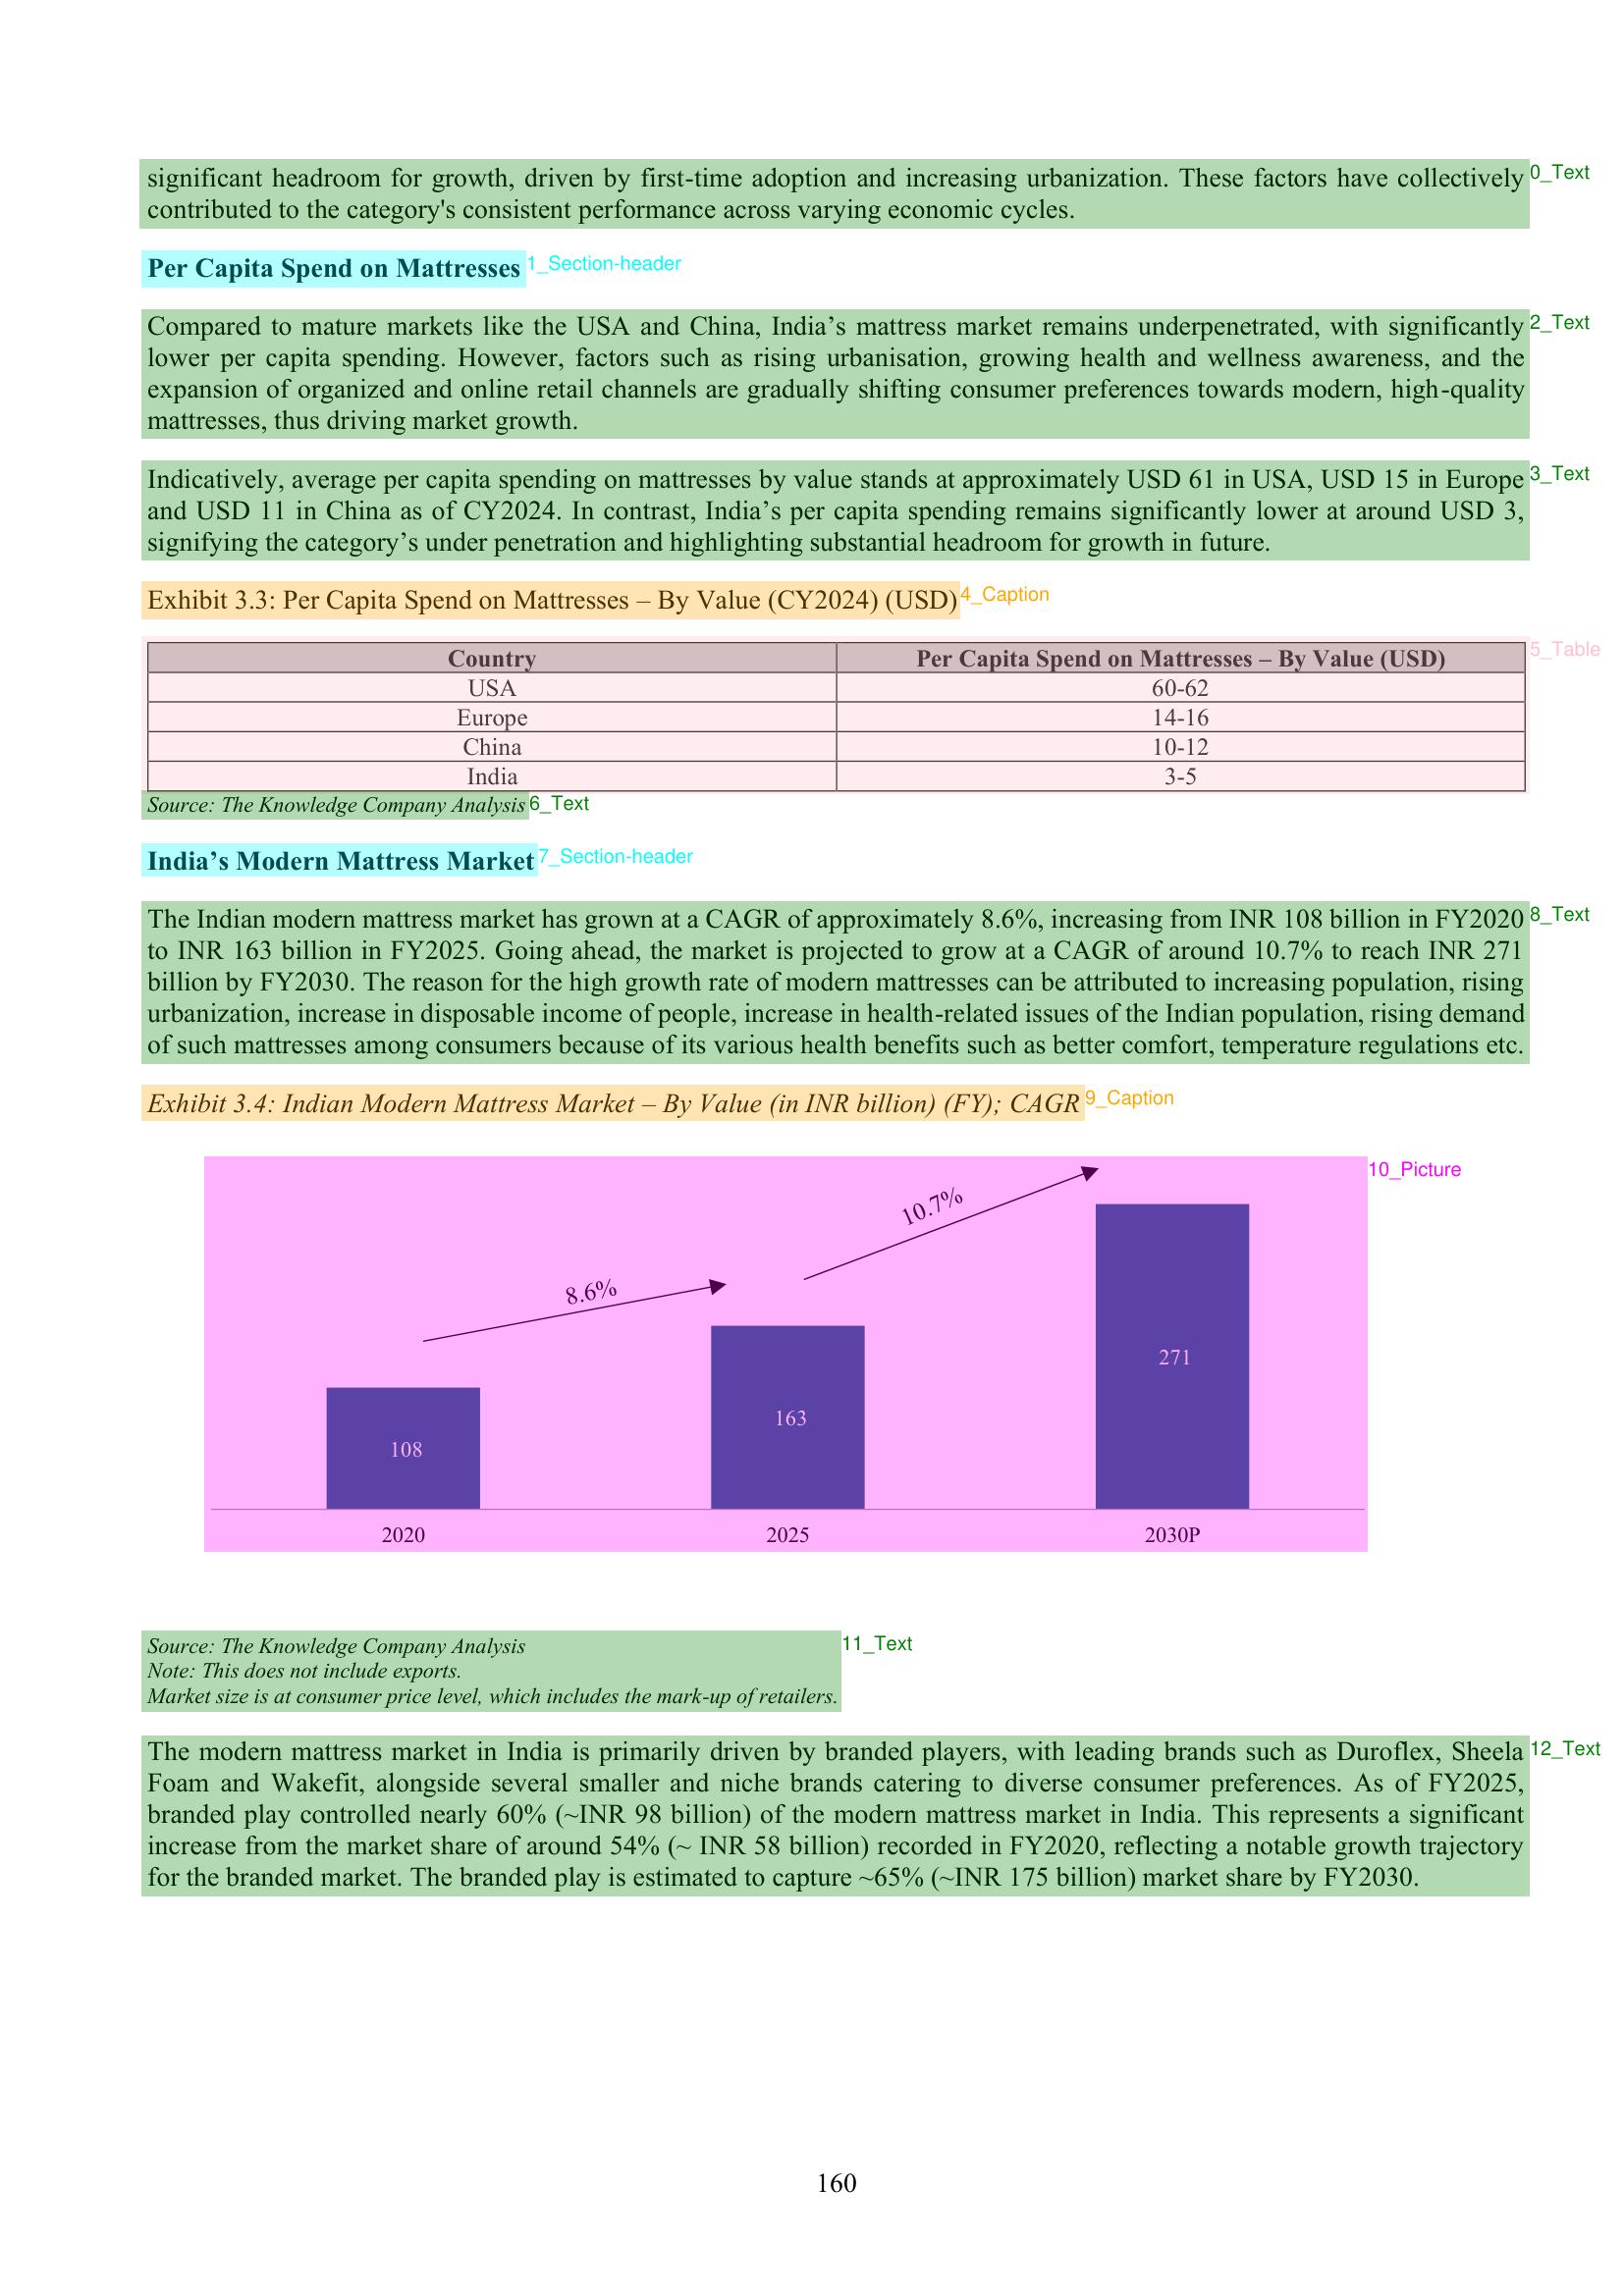 significant headroom for growth, driven by first-time adoption and increasing urbanization. These factors have collectively
0_Text
contributed to the category's consistent performance across varying economic cycles.
Per Capita Spend on Mattresses
1_Section-header
Compared to mature markets like the USA and China, India’s mattress market remains underpenetrated, with significantly
2_Text
lower per capita spending. However, factors such as rising urbanisation, growing health and wellness awareness, and the
expansion of organized and online retail channels are gradually shifting consumer preferences towards modern, high-quality
mattresses, thus driving market growth.
Indicatively, average per capita spending on mattresses by value stands at approximately USD 61 in USA, USD 15 in Europe
3_Text
and USD 11 in China as of CY2024. In contrast, India’s per capita spending remains significantly lower at around USD 3,
signifying the category’s under penetration and highlighting substantial headroom for growth in future.
Exhibit 3.3: Per Capita Spend on Mattresses – By Value (CY2024) (USD)
4_Caption
5_Table
Country Per Capita Spend on Mattresses – By Value (USD)
USA 60-62
Europe 14-16
China 10-12
India 3-5
Source: The Knowledge Company Analysis
6_Text
India’s Modern Mattress Market
7_Section-header
The Indian modern mattress market has grown at a CAGR of approximately 8.6%, increasing from INR 108 billion in FY2020
8_Text
to INR 163 billion in FY2025. Going ahead, the market is projected to grow at a CAGR of around 10.7% to reach INR 271
billion by FY2030. The reason for the high growth rate of modern mattresses can be attributed to increasing population, rising
urbanization, increase in disposable income of people, increase in health-related issues of the Indian population, rising demand
of such mattresses among consumers because of its various health benefits such as better comfort, temperature regulations etc.
Exhibit 3.4: Indian Modern Mattress Market – By Value (in INR billion) (FY); CAGR
9_Caption
10_Picture
10.7%
8.6%
271
163
108
2020 2025 2030P
Source: The Knowledge Company Analysis
11_Text
Note: This does not include exports.
Market size is at consumer price level, which includes the mark-up of retailers.
The modern mattress market in India is primarily driven by branded players, with leading brands such as Duroflex, Sheela
12_Text
Foam and Wakefit, alongside several smaller and niche brands catering to diverse consumer preferences. As of FY2025,
branded play controlled nearly 60% (~INR 98 billion) of the modern mattress market in India. This represents a significant
increase from the market share of around 54% (~ INR 58 billion) recorded in FY2020, reflecting a notable growth trajectory
for the branded market. The branded play is estimated to capture ~65% (~INR 175 billion) market share by FY2030.
160